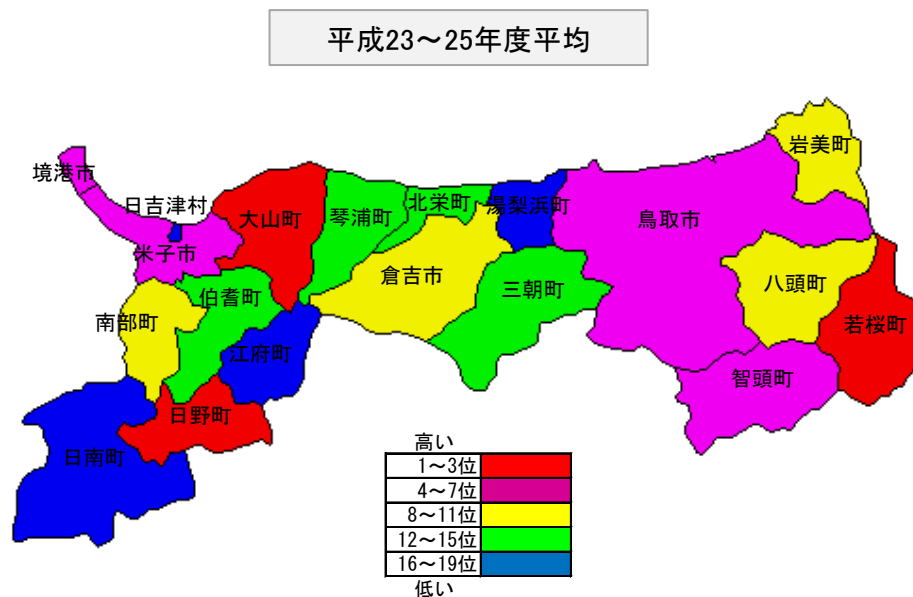 平成23～25年度平均
岩美町
境港市
日吉津村
大山町
琴浦町
北栄町
湯梨浜町
鳥取市
米子市
倉吉市
八頭町
伯耆町
三朝町
南部町
若桜町
江府町
智頭町
日野町
日南町
高い
1～3位
4～7位
8～11位
12～15位
16～19位
低い